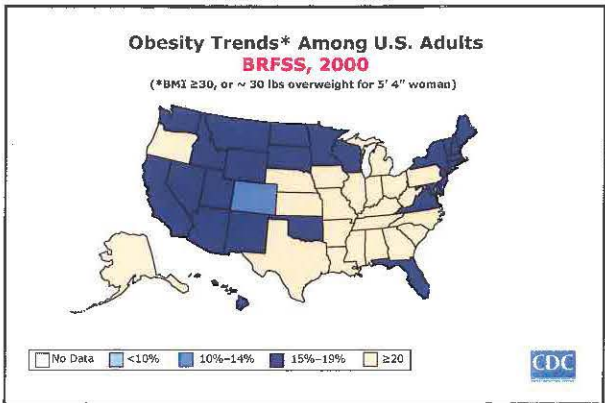 Obesity Trends* Among U.S. Adults
BRFSS, 2000
(*BMI ≥30, or ~ 30 lbs overweight for 5' 4" woman)
No Data <10% 10%–14% 15%–19% ≥20
CDC